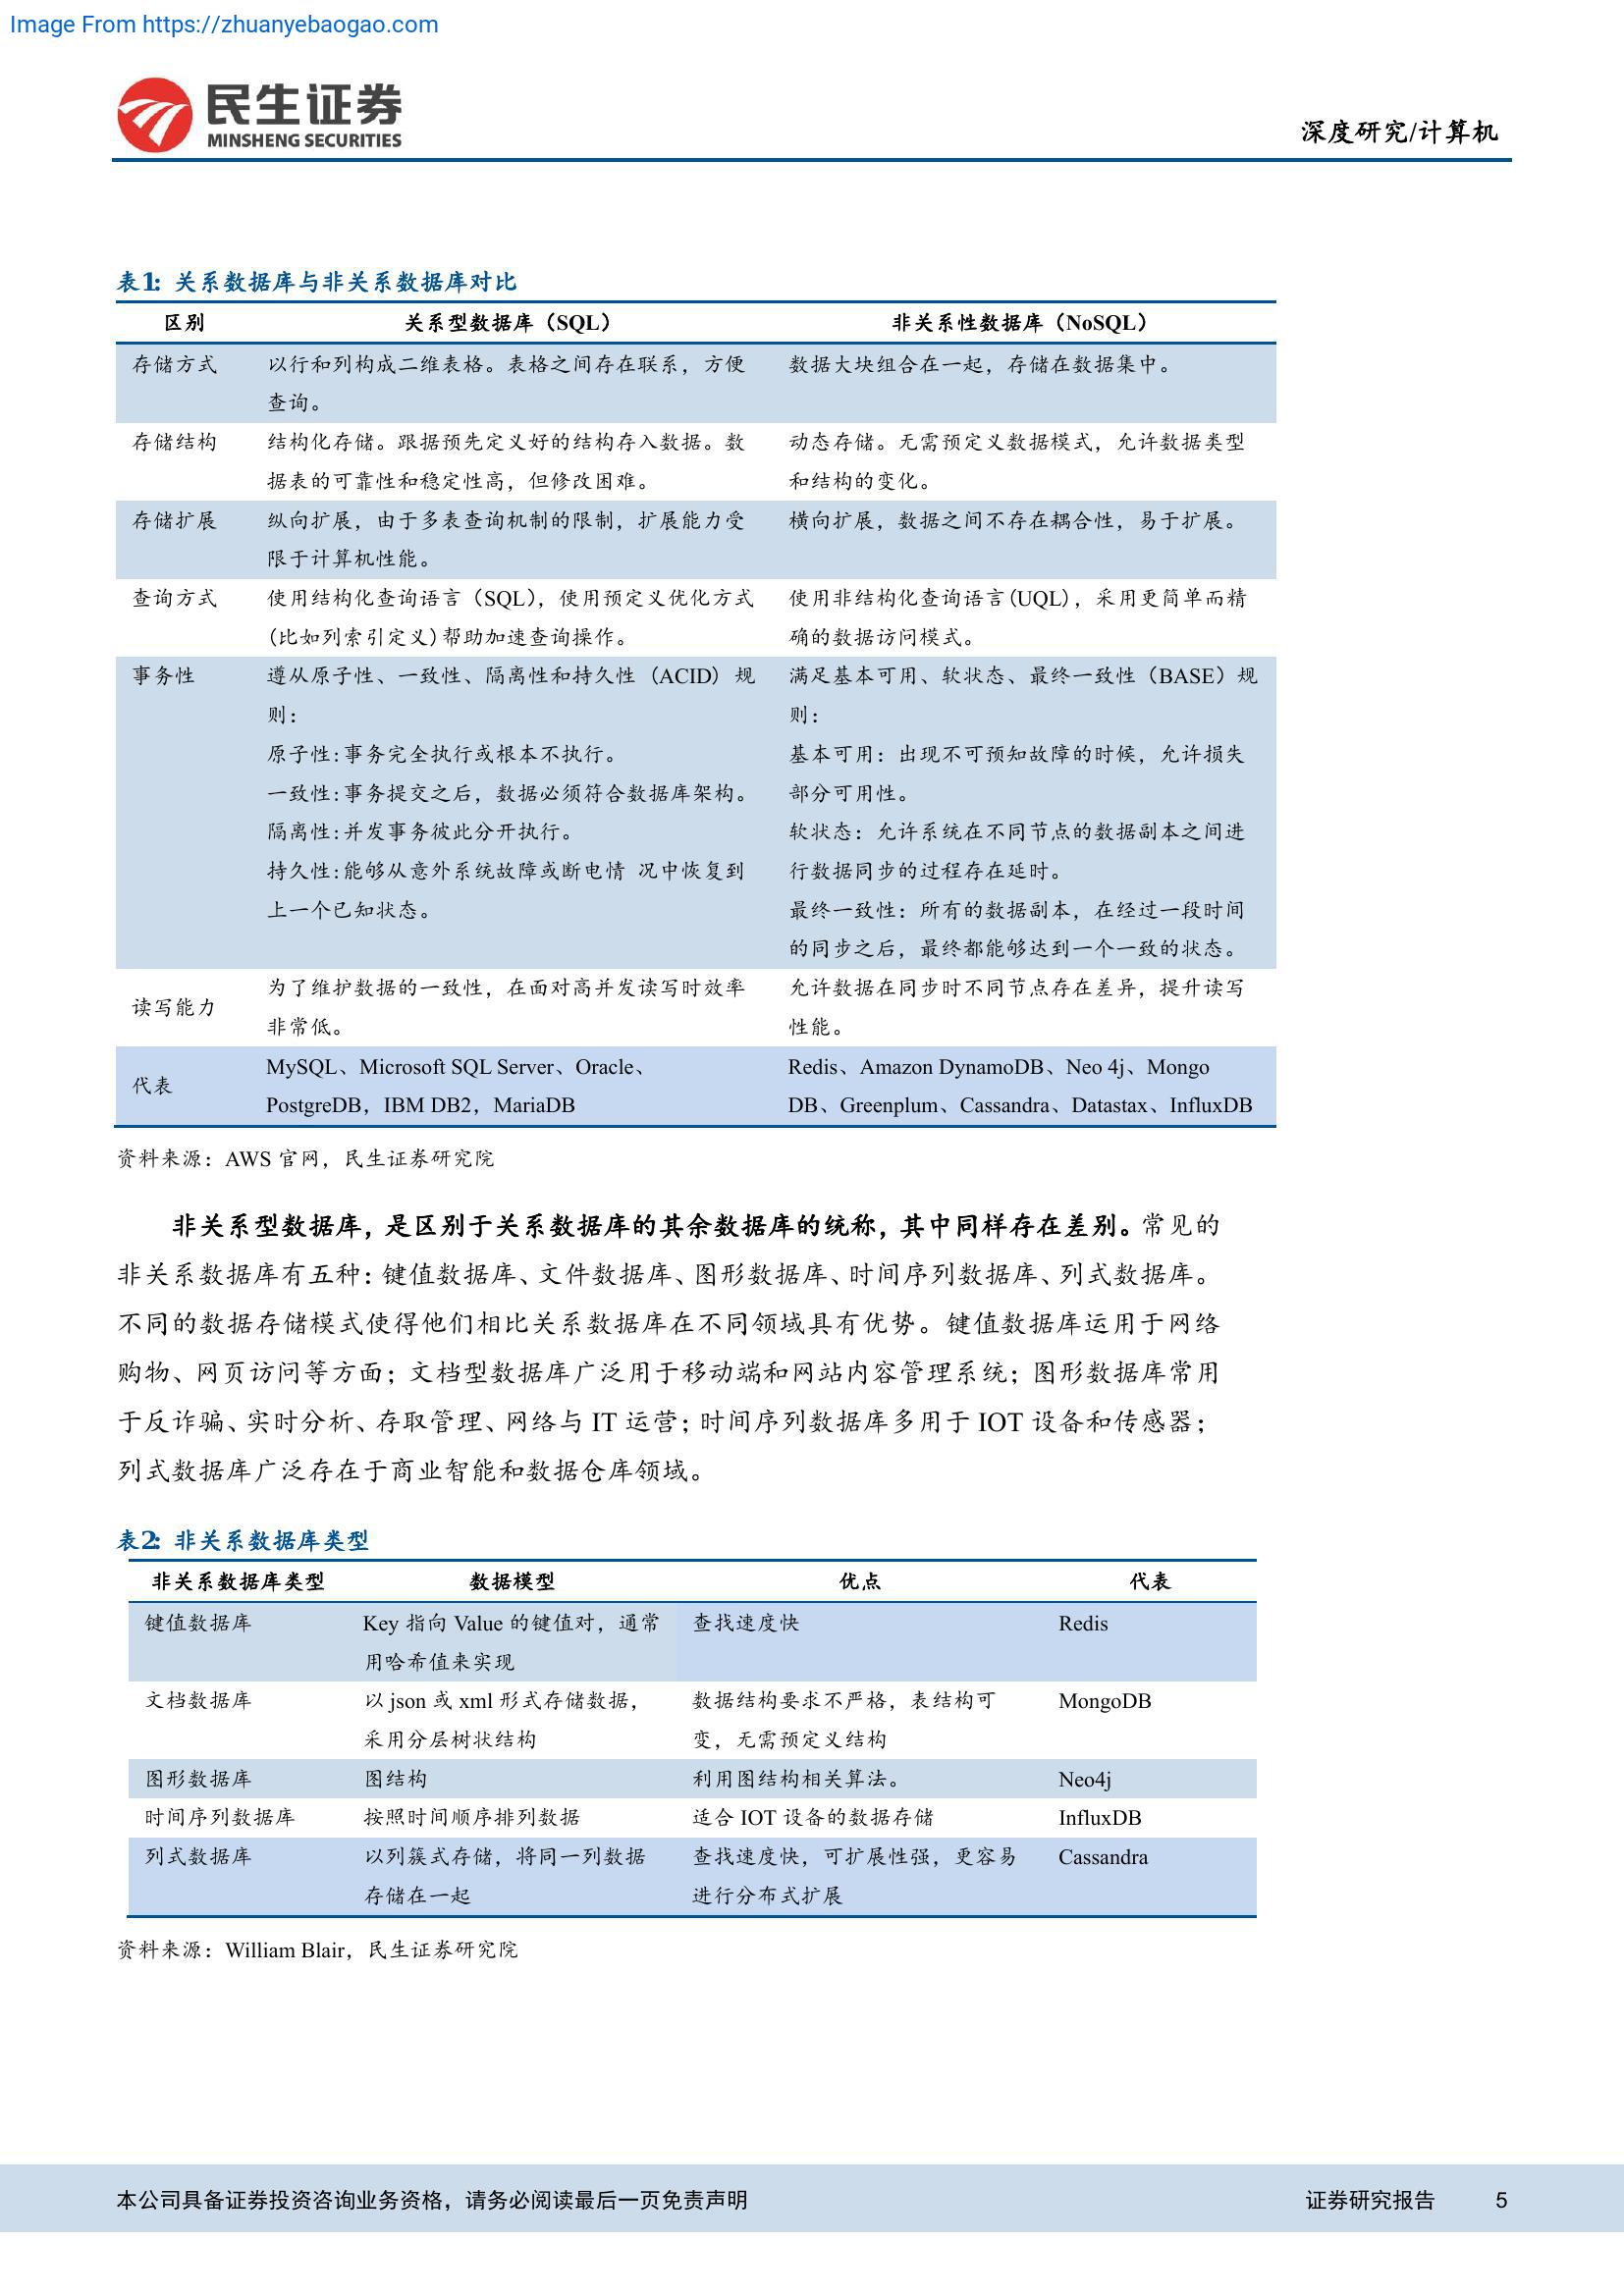 Image From https://zhuanyebaogao.com
民生证券
MINSHENG SECURITIES
深度研究/计算机
表1: 关系数据库与非关系数据库对比
区别 关系型数据库（SQL） 非关系性数据库（NoSQL）
存储方式 以行和列构成二维表格。表格之间存在联系，方便 数据大块组合在一起，存储在数据集中。
查询。
存储结构 结构化存储。跟据预先定义好的结构存入数据。数 动态存储。无需预定义数据模式，允许数据类型
据表的可靠性和稳定性高，但修改困难。 和结构的变化。
存储扩展 纵向扩展，由于多表查询机制的限制，扩展能力受 横向扩展，数据之间不存在耦合性，易于扩展。
限于计算机性能。
查询方式 使用结构化查询语言（SQL），使用预定义优化方式 使用非结构化查询语言(UQL)，采用更简单而精
(比如列索引定义)帮助加速查询操作。 确的数据访问模式。
事务性 遵从原子性、一致性、隔离性和持久性 (ACID) 规 满足基本可用、软状态、最终一致性（BASE）规
则： 则：
原子性:事务完全执行或根本不执行。 基本可用：出现不可预知故障的时候，允许损失
一致性:事务提交之后，数据必须符合数据库架构。 部分可用性。
隔离性:并发事务彼此分开执行。 软状态：允许系统在不同节点的数据副本之间进
持久性:能够从意外系统故障或断电情 况中恢复到 行数据同步的过程存在延时。
上一个已知状态。 最终一致性：所有的数据副本，在经过一段时间
的同步之后，最终都能够达到一个一致的状态。
读写能力 为了维护数据的一致性，在面对高并发读写时效率 允许数据在同步时不同节点存在差异，提升读写
非常低。 性能。
代表 MySQL、Microsoft SQL Server、Oracle、 Redis、Amazon DynamoDB、Neo 4j、Mongo
PostgreDB，IBM DB2，MariaDB DB、Greenplum、Cassandra、Datastax、InfluxDB
资料来源：AWS 官网，民生证券研究院
非关系型数据库，是区别于关系数据库的其余数据库的统称，其中同样存在差别。常见的
非关系数据库有五种：键值数据库、文件数据库、图形数据库、时间序列数据库、列式数据库。
不同的数据存储模式使得他们相比关系数据库在不同领域具有优势。键值数据库运用于网络
购物、网页访问等方面；文档型数据库广泛用于移动端和网站内容管理系统；图形数据库常用
于反诈骗、实时分析、存取管理、网络与 IT 运营；时间序列数据库多用于 IOT 设备和传感器；
列式数据库广泛存在于商业智能和数据仓库领域。
表2: 非关系数据库类型
非关系数据库类型 数据模型 优点 代表
键值数据库 Key 指向 Value 的键值对，通常 查找速度快 Redis
用哈希值来实现
文档数据库 以 json 或 xml 形式存储数据， 数据结构要求不严格，表结构可 MongoDB
采用分层树状结构 变，无需预定义结构
图形数据库 图结构 利用图结构相关算法。 Neo4j
时间序列数据库 按照时间顺序排列数据 适合 IOT 设备的数据存储 InfluxDB
列式数据库 以列簇式存储，将同一列数据 查找速度快，可扩展性强，更容易 Cassandra
存储在一起 进行分布式扩展
资料来源：William Blair，民生证券研究院
本公司具备证券投资咨询业务资格，请务必阅读最后一页免责声明 证券研究报告 5